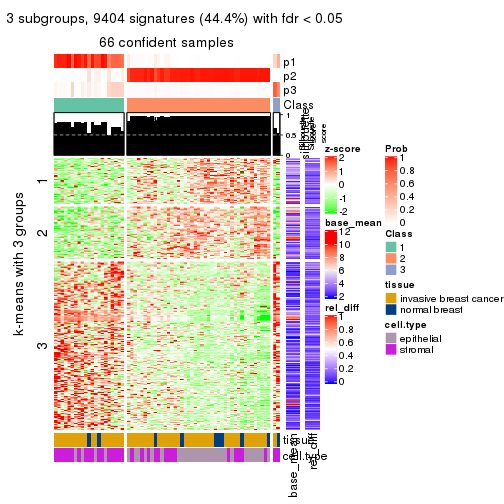 3 subgroups, 9404 signatures (44.4%) with fdr < 0.05
66 confident samples
p1
p2
p3
Class
1
0.5
0
silhouette
score
k-means with 3 groups
1
2
3
tissue
cell.type
base_mean
rel_diff
z-score
2
1
0
-1
-2
base_mean
12
10
8
6
4
2
rel_diff
1
0.8
0.6
0.4
0.2
0
Prob
1
0.8
0.6
0.4
0.2
0
Class
1
2
3
tissue
invasive breast cancer
normal breast
cell.type
epithelial
stromal